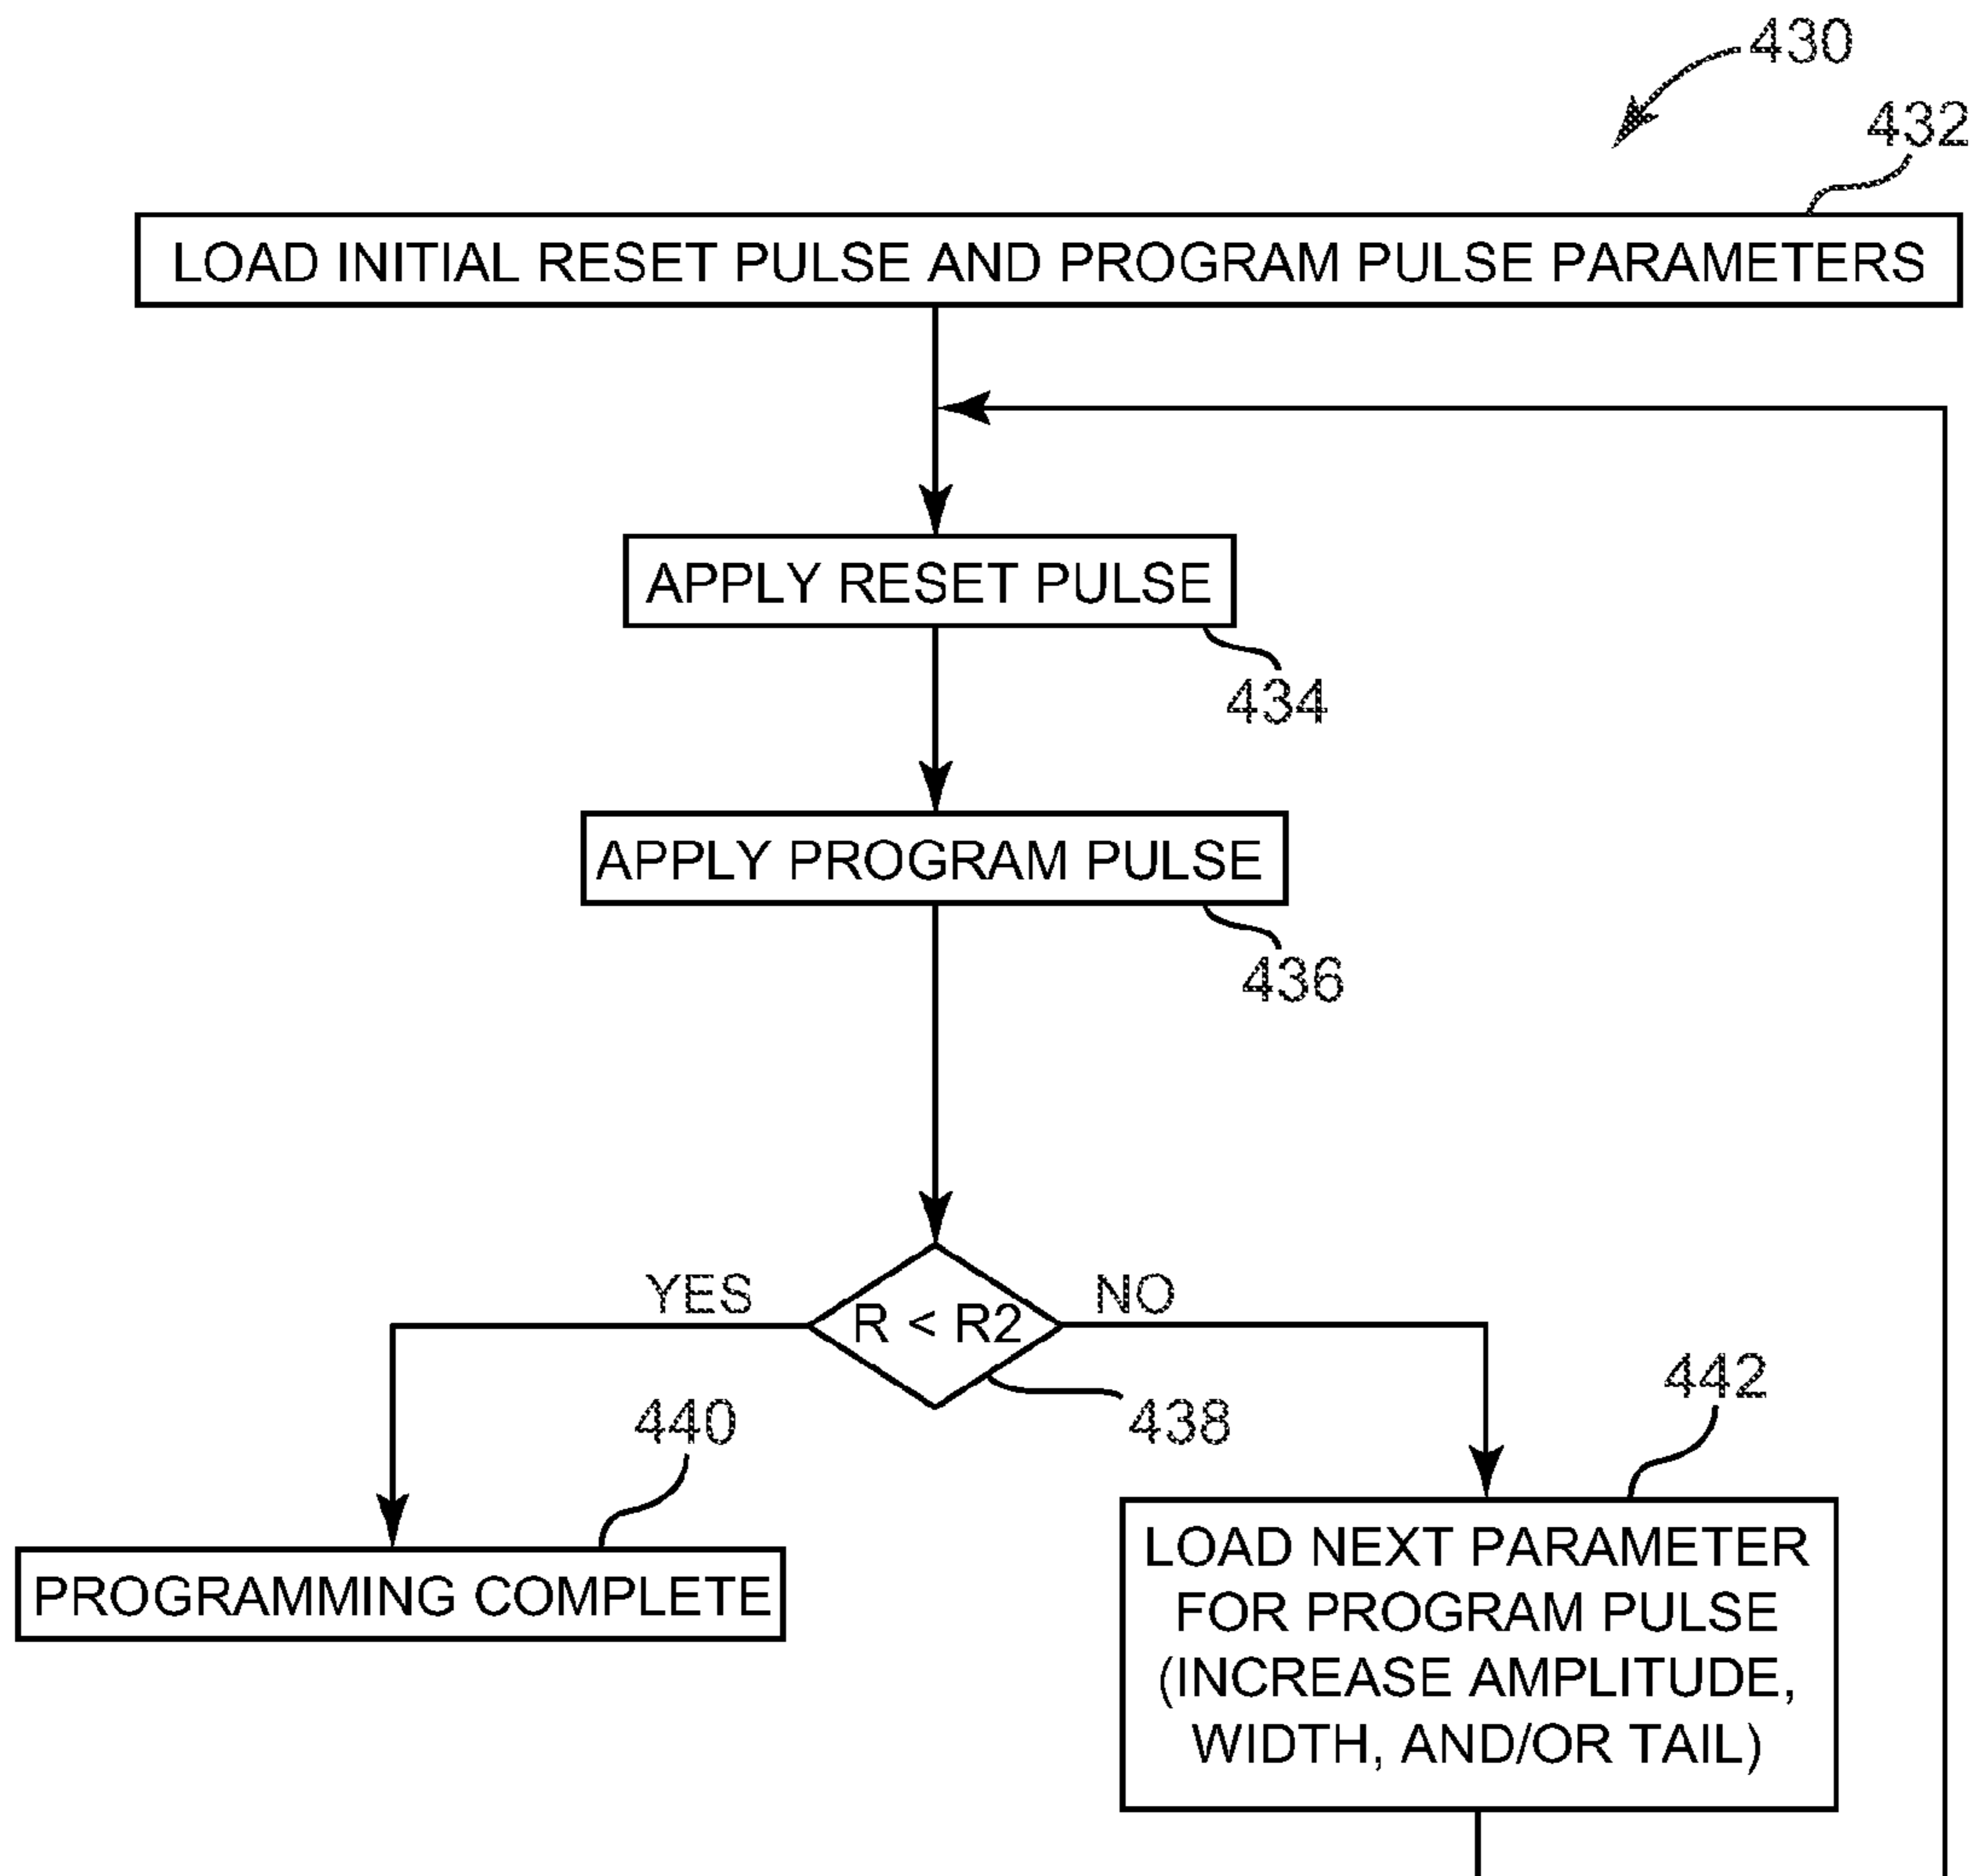 430
432
LOAD INITIAL RESET PULSE AND PROGRAM PULSE PARAMETERS
APPLY RESET PULSE
434
APPLY PROGRAM PULSE
436
YES
R < R2
NO
438
440
442
PROGRAMMING COMPLETE
LOAD NEXT PARAMETER
FOR PROGRAM PULSE
(INCREASE AMPLITUDE,
WIDTH, AND/OR TAIL)